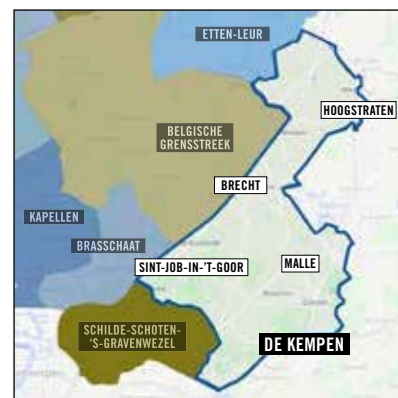 ETTEN-LEUR
HOOGSTRATEN
BELGISCHE
GRENSSTREEK
BRECHT
KAPELLEN
BRASSCHAAT
SINT-JOB-IN-'T-GOOR
MALLE
SCHILDE-SCHOTEN-
'S-GRAVENWEZEL
DE KEMPEN